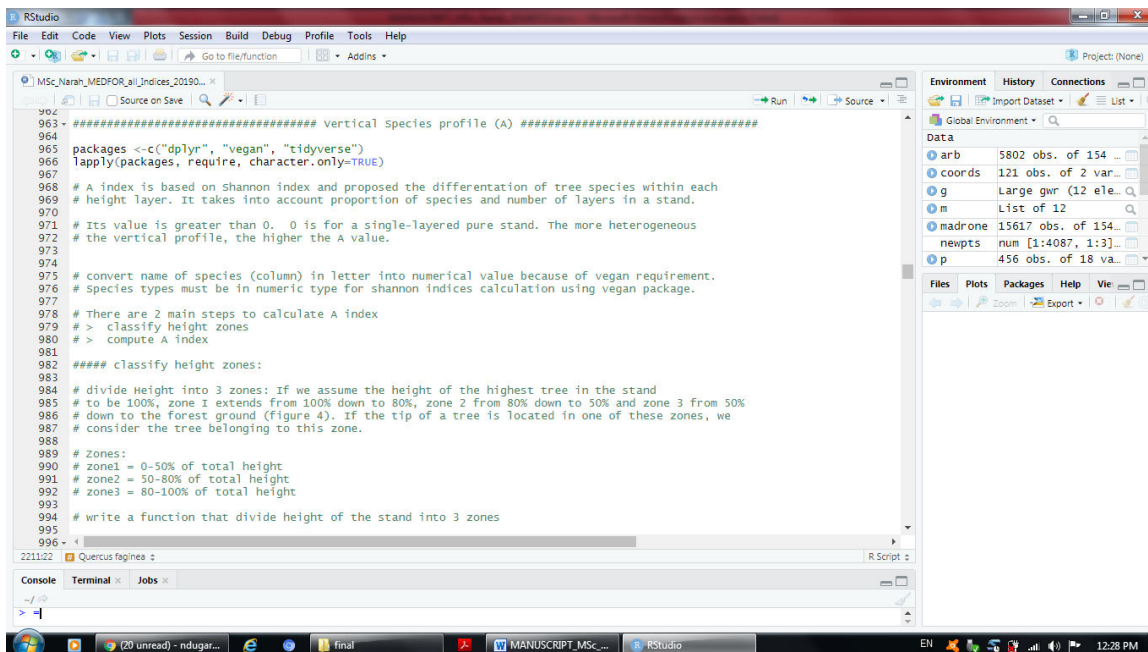 RStudio
File Edit Code View Plots Session Build Debug Profile Tools Help
Go to file/function Addins Project: (None)
MSc_Narah_MEDFOR_all_Indices_20190...
Source on Save Run Source
962
963 ################################### Vertical Species profile (A) ###################################
964
965 packages <-c("dplyr", "vegan", "tidyverse")
966 lapply(packages, require, character.only=TRUE)
967
968 # A index is based on Shannon index and proposed the differentation of tree species within each
969 # height layer. It takes into account proportion of species and number of layers in a stand.
970
971 # Its value is greater than 0. 0 is for a single-layered pure stand. The more heterogeneous
972 # the vertical profile, the higher the A value.
973
974
975 # convert name of species (column) in letter into numerical value because of vegan requirement.
976 # Species types must be in numeric type for shannon indices calculation using vegan package.
977
978 # There are 2 main steps to calculate A index
979 # > classify height zones
980 # > compute A index
981
982 ##### classify height zones:
983
984 # divide Height into 3 zones: If we assume the height of the highest tree in the stand
985 # to be 100%, zone I extends from 100% down to 80%, zone 2 from 80% down to 50% and zone 3 from 50%
986 # down to the forest ground (figure 4). If the tip of a tree is located in one of these zones, we
987 # consider the tree belonging to this zone.
988
989 # Zones:
990 # zone1 = 0-50% of total height
991 # zone2 = 50-80% of total height
992 # zone3 = 80-100% of total height
993
994 # write a function that divide height of the stand into 3 zones
995
996
2211:22 Quercus faginea R Script
Console Terminal Jobs
~/
> =
Environment History Connections
Import Dataset List
Global Environment
Data
arb 5802 obs. of 154 ...
coords 121 obs. of 2 var...
g Large gwr (12 ele...
m List of 12
madrone 15617 obs. of 154...
newpts num [1:4087, 1:3]...
p 456 obs. of 18 va...
Files Plots Packages Help Vie
Zoom Export
(20 unread) - ndugar... final MANUSCRIPT_MSc_... RStudio EN 12:28 PM